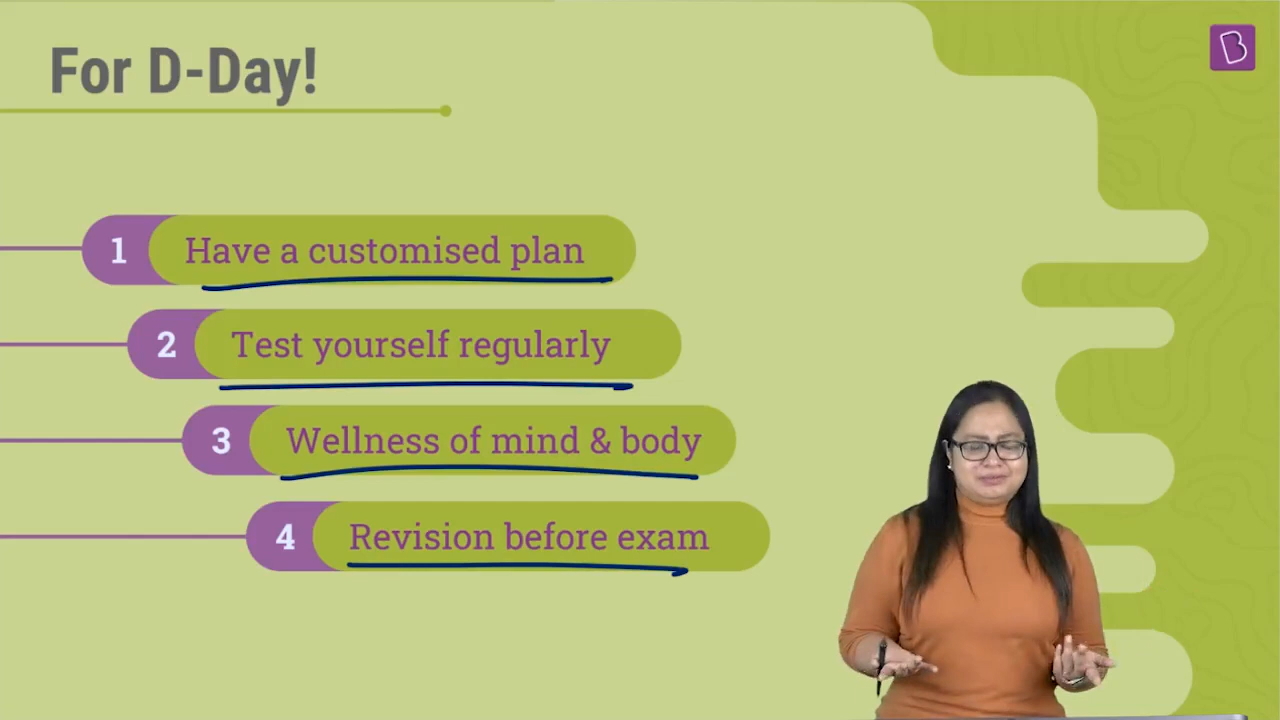 For D-Day!
B
1 Have a customised plan
2 Test yourself regularly
3 Wellness of mind & body
4 Revision before exam